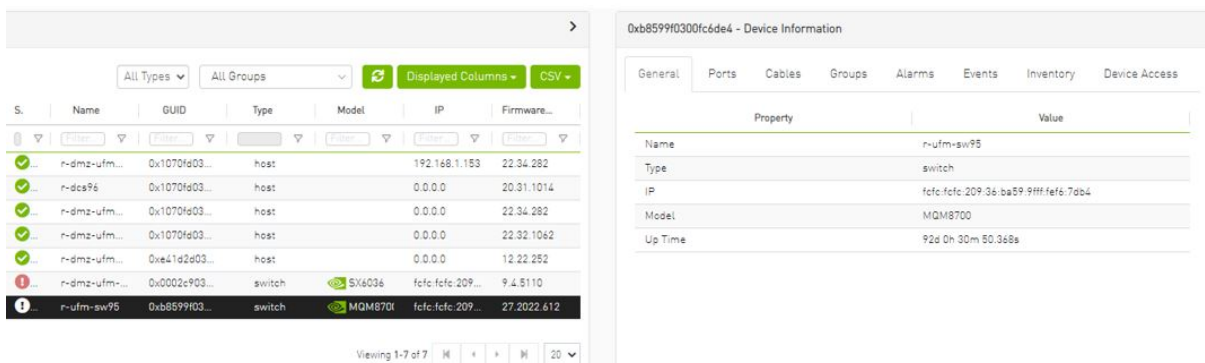 0xb8599f0300fc6de4 - Device Information
All Types
All Groups
Displayed Columns
CSV
S. Name GUID Type Model IP Firmware...
Filter... Filter... Filter... Filter... Filter...
r-dmz-ufm... 0x1070fd03... host 192.168.1.153 22.34.282
r-dcs96 0x1070fd03... host 0.0.0.0 20.31.1014
r-dmz-ufm... 0x1070fd03... host 0.0.0.0 22.34.282
r-dmz-ufm... 0x1070fd03... host 0.0.0.0 22.32.1062
r-dmz-ufm... 0xe41d2d03... host 0.0.0.0 12.22.252
r-dmz-ufm-... 0x0002c903... switch SX6036 fcfc:fcfc:209... 9.4.5110
r-ufm-sw95 0xb8599f03... switch MQM870 fcfc:fcfc:209... 27.2022.612
Viewing 1-7 of 7
20
General Ports Cables Groups Alarms Events Inventory Device Access
Property Value
Name r-ufm-sw95
Type switch
IP fcfc:fcfc:209:36:ba59:9fff:fef6:7db4
Model MQM8700
Up Time 92d 0h 30m 50.368s